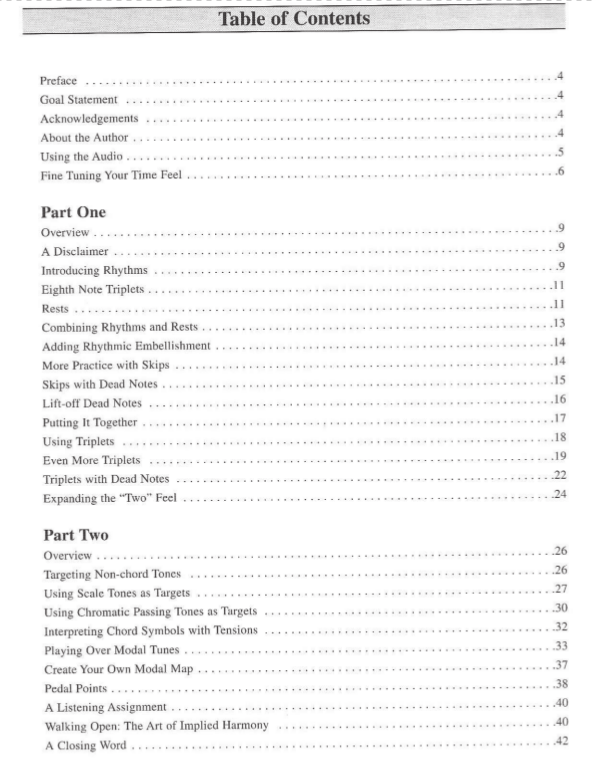 Table of Contents
Preface ...4
Goal Statement ...4
Acknowledgements ...4
About the Author ...4
Using the Audio ...5
Fine Tuning Your Time Feel ...6
Part One
Overview ...9
A Disclaimer ...9
Introducing Rhythms ...9
Eighth Note Triplets ...11
Rests ...11
Combining Rhythms and Rests ...13
Adding Rhythmic Embellishment ...14
More Practice with Skips ...14
Skips with Dead Notes ...15
Lift-off Dead Notes ...16
Putting It Together ...17
Using Triplets ...18
Even More Triplets ...19
Triplets with Dead Notes ...22
Expanding the “Two” Feel ...24
Part Two
Overview ...26
Targeting Non-chord Tones ...26
Using Scale Tones as Targets ...27
Using Chromatic Passing Tones as Targets ...30
Interpreting Chord Symbols with Tensions ...32
Playing Over Modal Tunes ...33
Create Your Own Modal Map ...37
Pedal Points ...38
A Listening Assignment ...40
Walking Open: The Art of Implied Harmony ...40
A Closing Word ...42